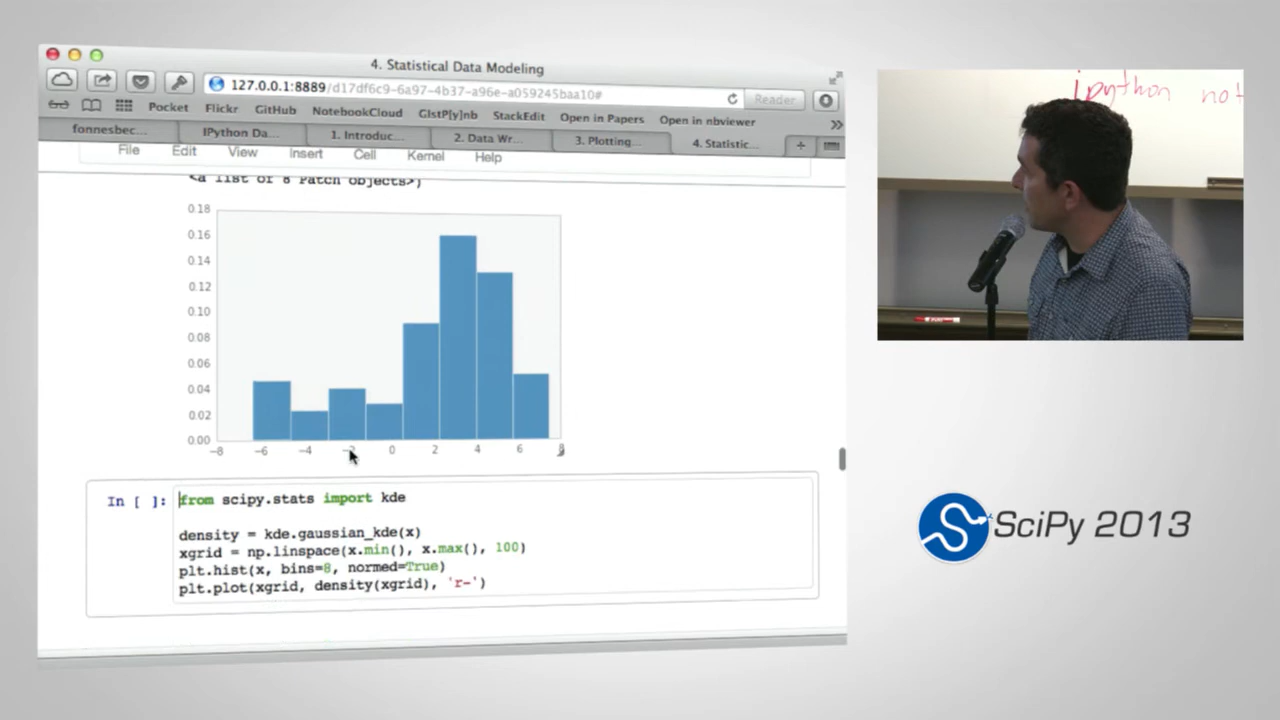 4. Statistical Data Modeling
127.0.0.1:8889/d17df6c9-6a97-4b37-a96e-a059245baa10#
Reader
Pocket Flickr GitHub NotebookCloud GIstP[y]nb StackEdit Open in Papers Open in nbviewer
fonnesbec... IPython Da... 1. Introduc... 2. Data Wr... 3. Plotting... 4. Statistic...
File Edit View Insert Cell Kernel Help
<a list of 8 Patch objects>)
0.18
0.16
0.14
0.12
0.10
0.08
0.06
0.04
0.02
0.00
−8 −6 −4 −2 0 2 4 6 8
In [ ]: from scipy.stats import kde
density = kde.gaussian_kde(x)
xgrid = np.linspace(x.min(), x.max(), 100)
plt.hist(x, bins=8, normed=True)
plt.plot(xgrid, density(xgrid), 'r-')
ipython not
SciPy 2013